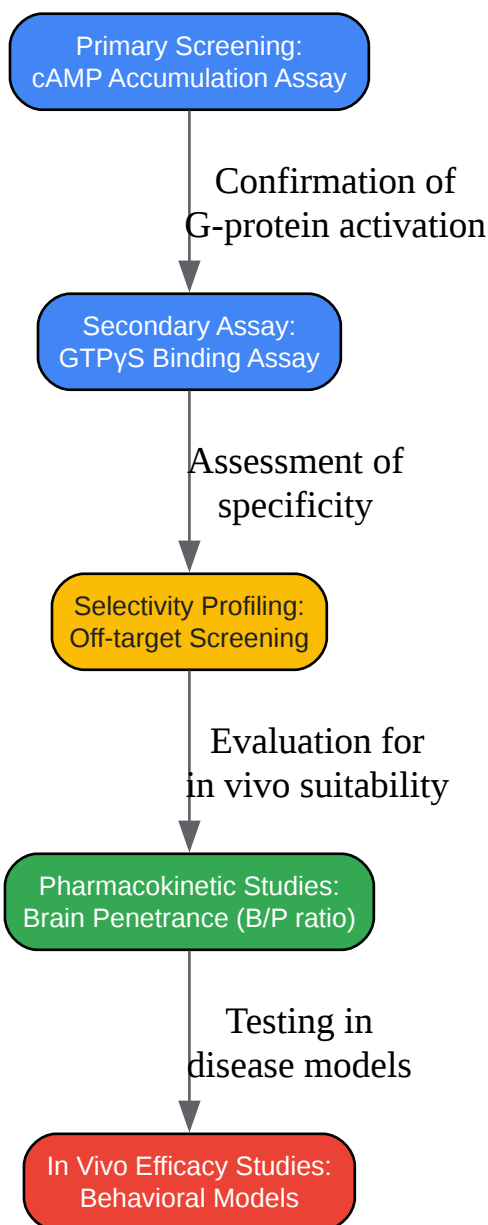 Primary Screening:
cAMP Accumulation Assay
Confirmation of
G-protein activation
Secondary Assay:
GTPγS Binding Assay
Assessment of
specificity
Selectivity Profiling:
Off-target Screening
Evaluation for
in vivo suitability
Pharmacokinetic Studies:
Brain Penetrance (B/P ratio)
Testing in
disease models
In Vivo Efficacy Studies:
Behavioral Models